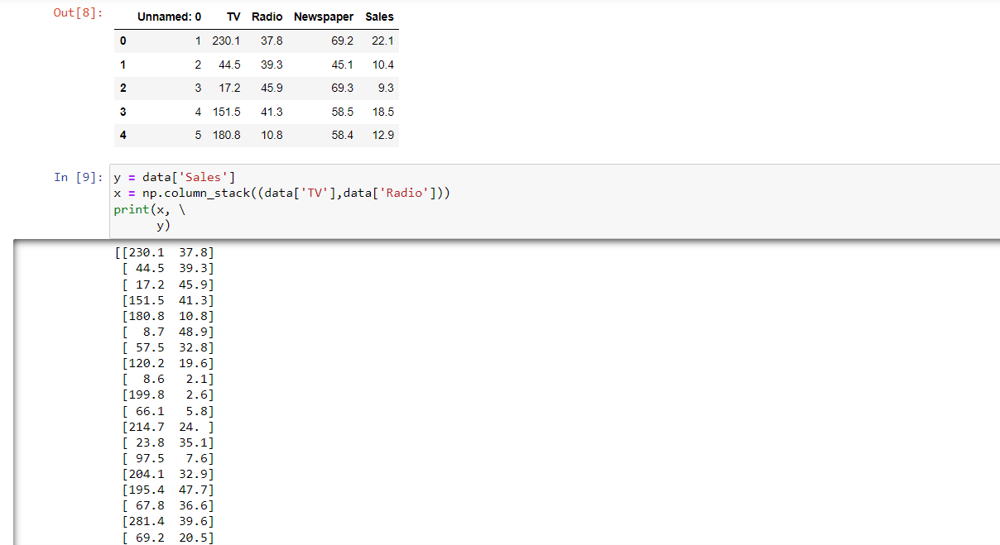 Out[8]:
Unnamed: 0 TV Radio Newspaper Sales
0 1 230.1 37.8 69.2 22.1
1 2 44.5 39.3 45.1 10.4
2 3 17.2 45.9 69.3 9.3
3 4 151.5 41.3 58.5 18.5
4 5 180.8 10.8 58.4 12.9
In [9]: y = data['Sales']
x = np.column_stack((data['TV'],data['Radio']))
print(x, \
y)
[[230.1 37.8]
[ 44.5 39.3]
[ 17.2 45.9]
[151.5 41.3]
[180.8 10.8]
[ 8.7 48.9]
[ 57.5 32.8]
[120.2 19.6]
[ 8.6 2.1]
[199.8 2.6]
[ 66.1 5.8]
[214.7 24. ]
[ 23.8 35.1]
[ 97.5 7.6]
[204.1 32.9]
[195.4 47.7]
[ 67.8 36.6]
[281.4 39.6]
[ 69.2 20.5]